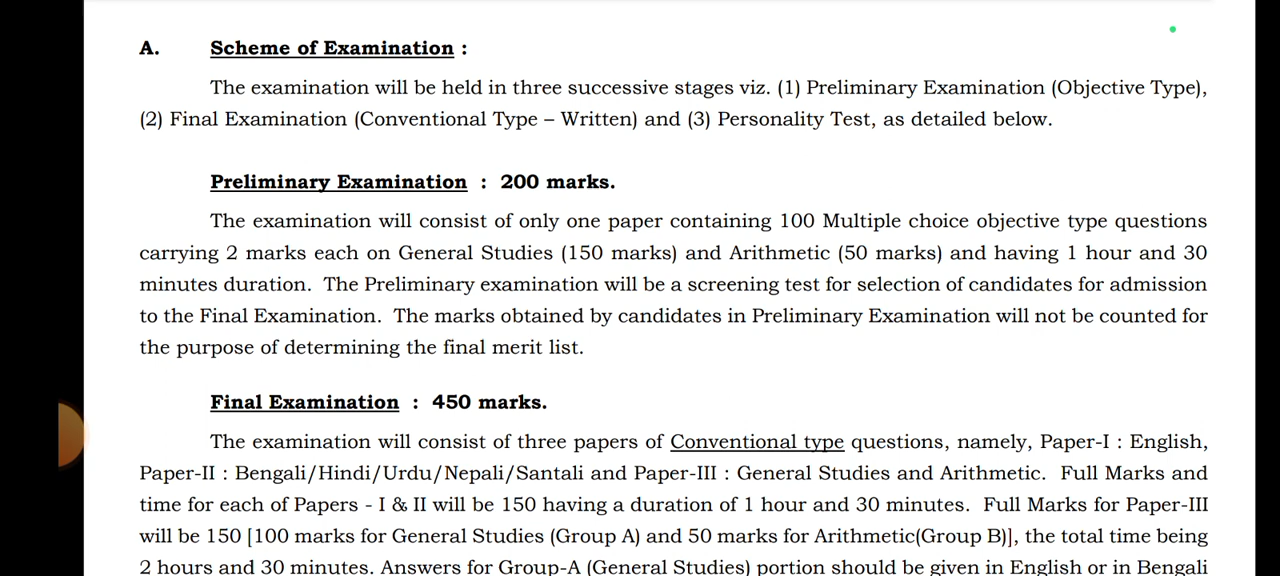 A. Scheme of Examination :
The examination will be held in three successive stages viz. (1) Preliminary Examination (Objective Type),
(2) Final Examination (Conventional Type – Written) and (3) Personality Test, as detailed below.
Preliminary Examination : 200 marks.
The examination will consist of only one paper containing 100 Multiple choice objective type questions
carrying 2 marks each on General Studies (150 marks) and Arithmetic (50 marks) and having 1 hour and 30
minutes duration. The Preliminary examination will be a screening test for selection of candidates for admission
to the Final Examination. The marks obtained by candidates in Preliminary Examination will not be counted for
the purpose of determining the final merit list.
Final Examination : 450 marks.
The examination will consist of three papers of Conventional type questions, namely, Paper-I : English,
Paper-II : Bengali/Hindi/Urdu/Nepali/Santali and Paper-III : General Studies and Arithmetic. Full Marks and
time for each of Papers - I & II will be 150 having a duration of 1 hour and 30 minutes. Full Marks for Paper-III
will be 150 [100 marks for General Studies (Group A) and 50 marks for Arithmetic(Group B)], the total time being
2 hours and 30 minutes. Answers for Group-A (General Studies) portion should be given in English or in Bengali